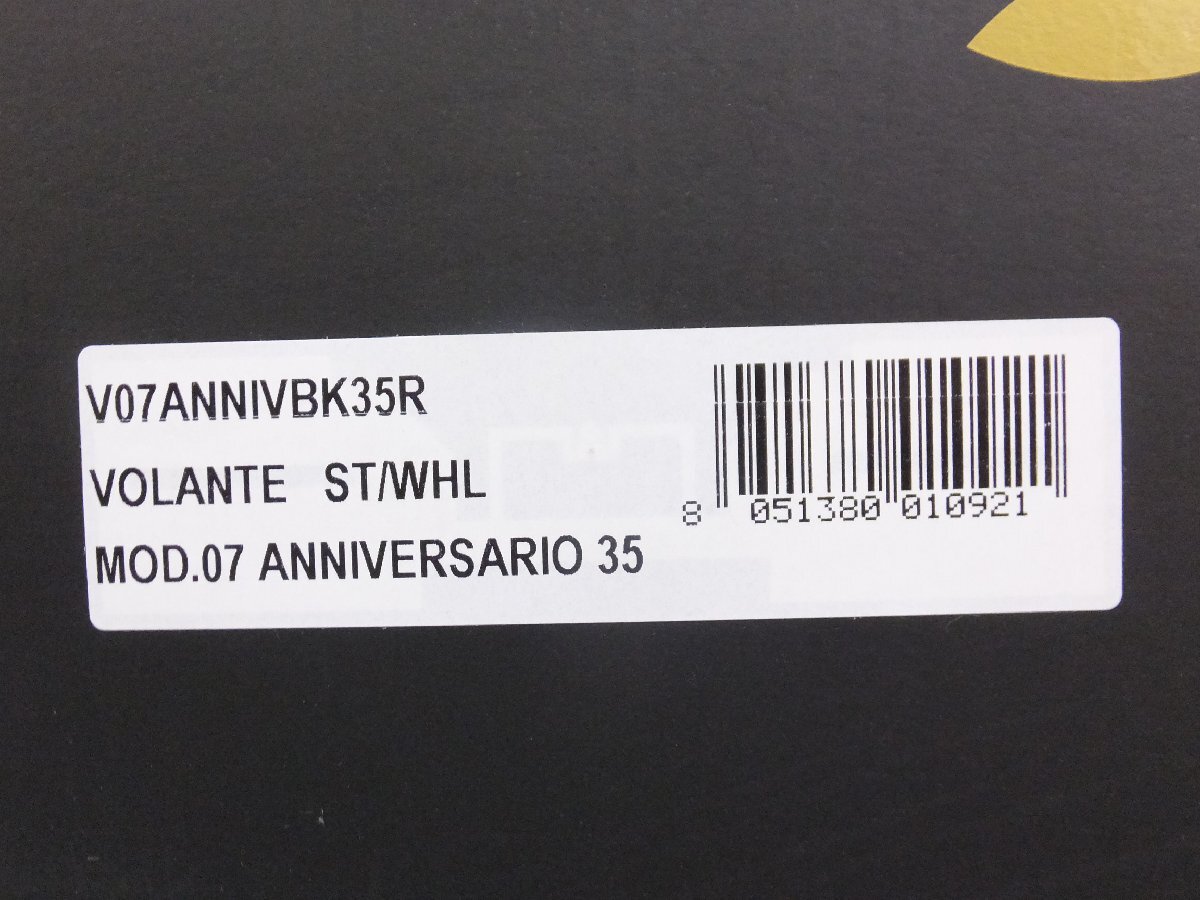 V07ANNIVBK35R
VOLANTE ST/WHL
MOD.07 ANNIVERSARIO 35
8 051380 010921